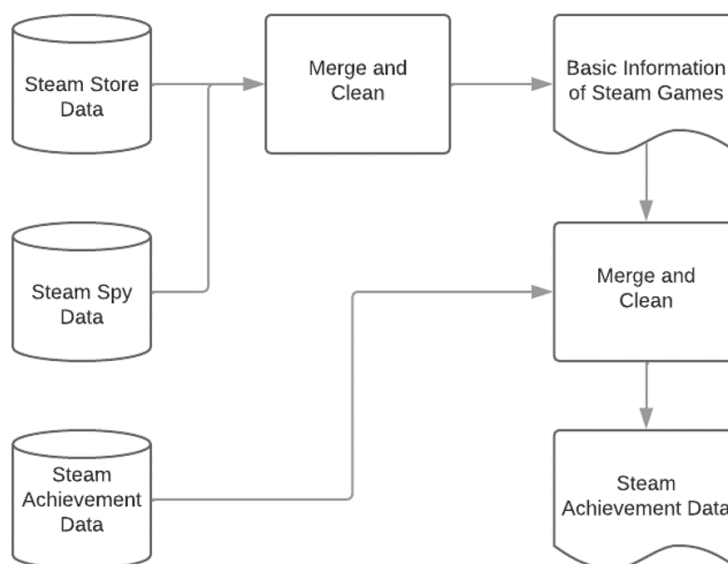 Steam Store
Data
Merge and
Clean
Basic Information
of Steam Games
Steam Spy
Data
Merge and
Clean
Steam
Achievement
Data
Steam
Achievement Data